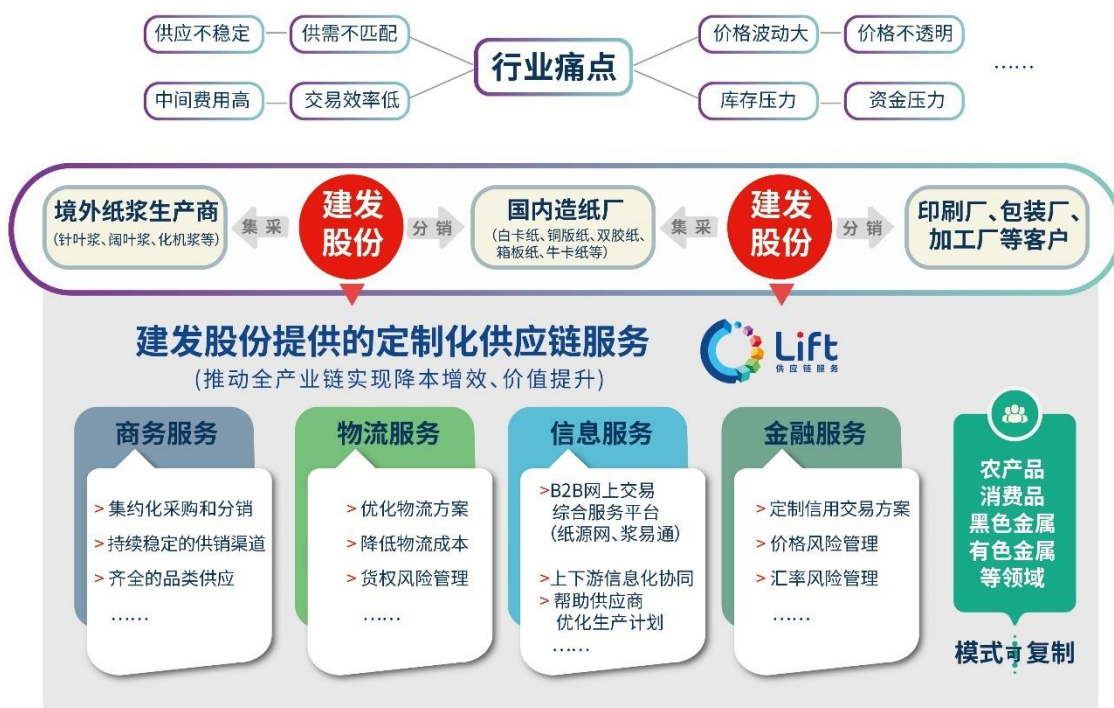 供应不稳定
供需不匹配
价格波动大
价格不透明
行业痛点
……
中间费用高
交易效率低
库存压力
资金压力
境外纸浆生产商
(针叶浆、阔叶浆、化机浆等)
集采
建发
股份
分销
国内造纸厂
(白卡纸、铜版纸、双胶纸、
箱板纸、牛卡纸等)
集采
建发
股份
分销
印刷厂、包装厂、
加工厂等客户
建发股份提供的定制化供应链服务
(推动全产业链实现降本增效、价值提升)
Lift
供应链服务
商务服务
>集约化采购和分销
>持续稳定的供销渠道
>齐全的品类供应
……
物流服务
>优化物流方案
>降低物流成本
>货权风险管理
……
信息服务
>B2B网上交易
综合服务平台
(纸源网、浆易通)
>上下游信息化协同
>帮助供应商
优化生产计划
……
金融服务
>定制信用交易方案
>价格风险管理
>汇率风险管理
……
农产品
消费品
黑色金属
有色金属
等领域
模式可复制